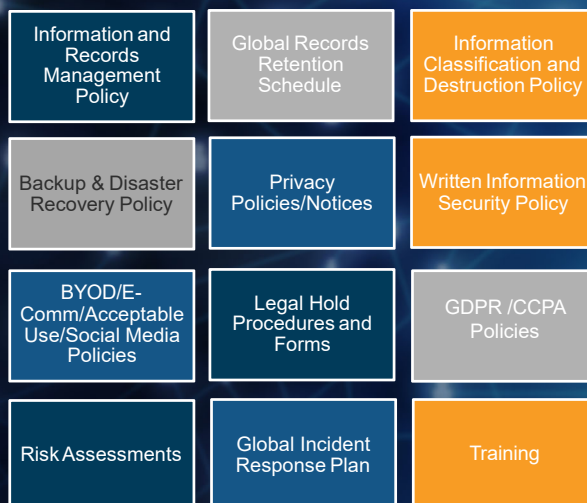 Information and
Records
Management
Policy
Global Records
Retention
Schedule
Information
Classification and
Destruction Policy
Backup & Disaster
Recovery Policy
Privacy
Policies/Notices
Written Information
Security Policy
BYOD/E-
Comm/Acceptable
Use/Social Media
Policies
Legal Hold
Procedures and
Forms
GDPR /CCPA
Policies
Risk Assessments
Global Incident
Response Plan
Training